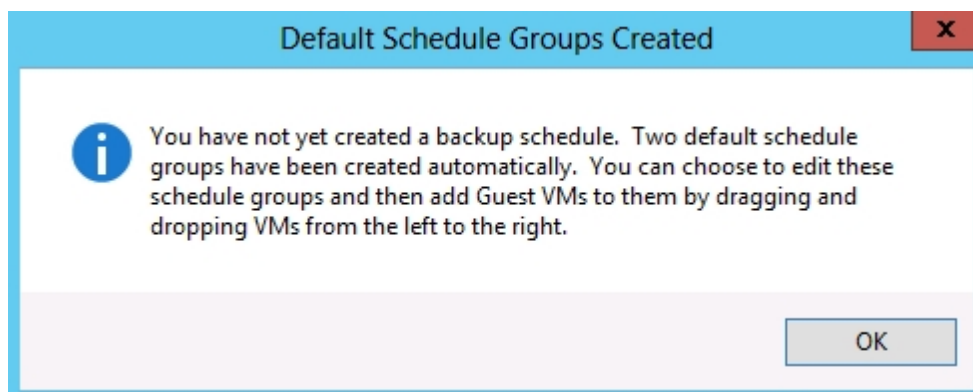 Default Schedule Groups Created
x
You have not yet created a backup schedule.  Two default schedule
groups have been created automatically.  You can choose to edit these
schedule groups and then add Guest VMs to them by dragging and
dropping VMs from the left to the right.
OK